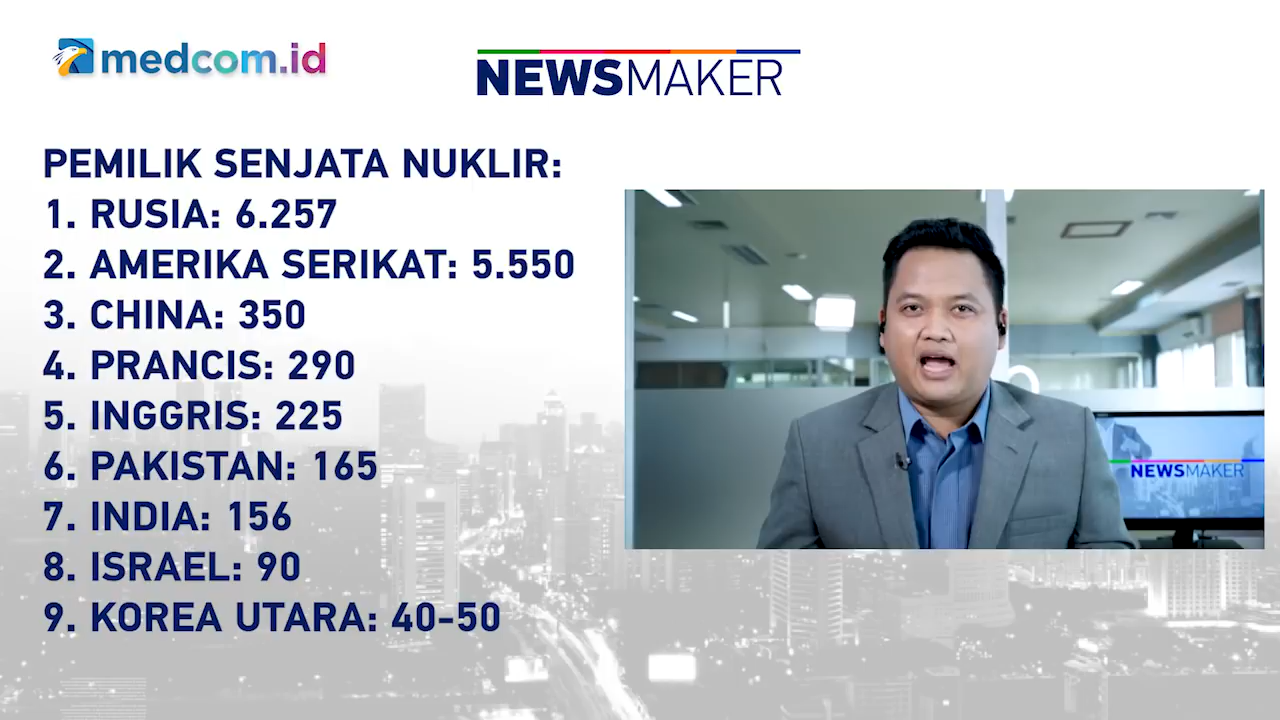 medcom.id
NEWSMAKER
PEMILIK SENJATA NUKLIR:
1. RUSIA: 6.257
2. AMERIKA SERIKAT: 5.550
3. CHINA: 350
4. PRANCIS: 290
5. INGGRIS: 225
6. PAKISTAN: 165
7. INDIA: 156
8. ISRAEL: 90
9. KOREA UTARA: 40-50
NEWSMAKER